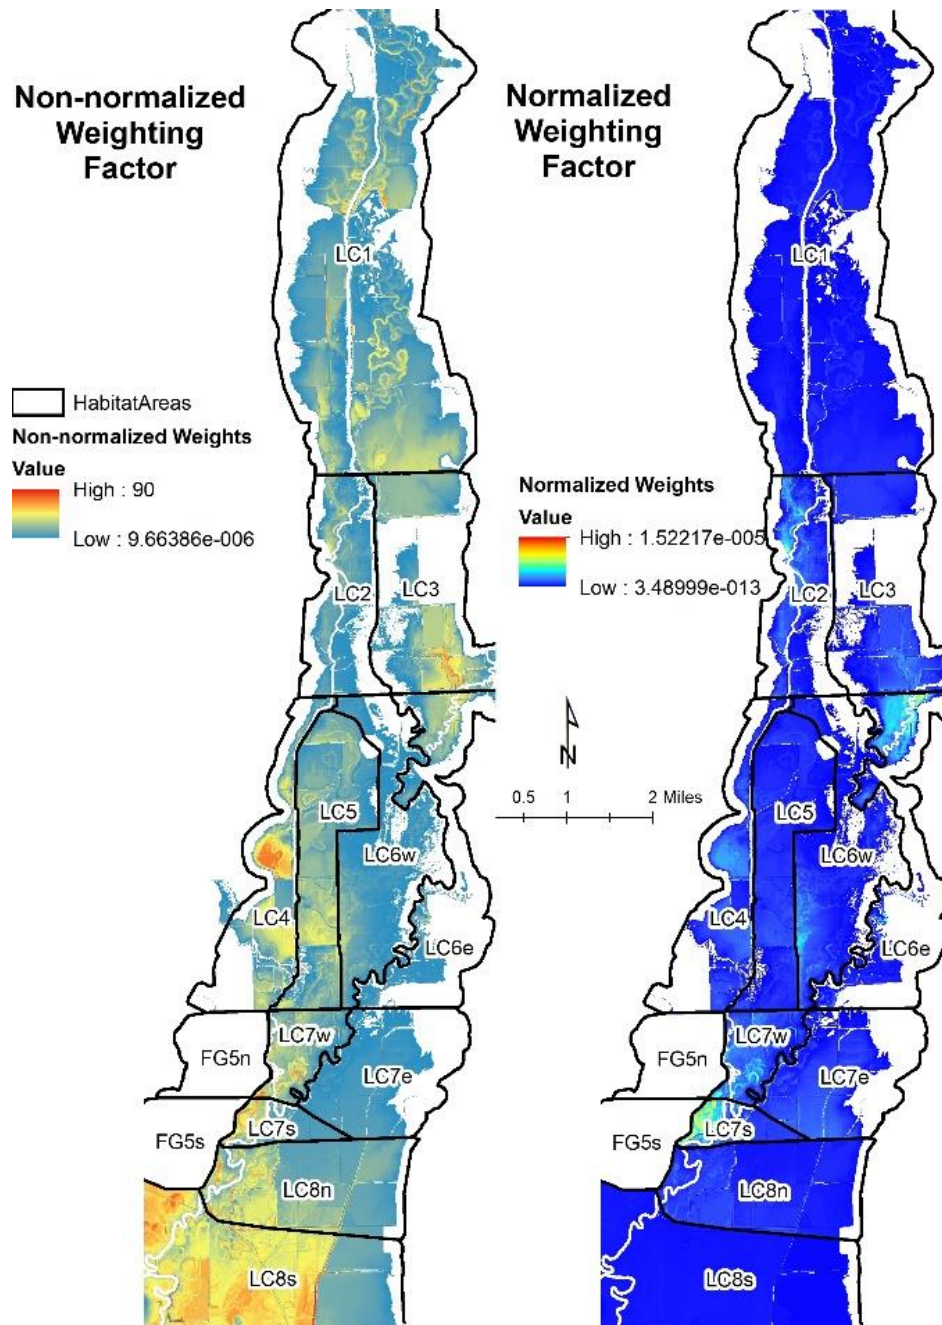 Non-normalized
Weighting
Factor
HabitatAreas
Non-normalized Weights
Value
High : 90
Low : 9.66386e-006
LC1
LC2
LC3
LC5
LC6w
LC4
LC6e
LC7w
FG5n
LC7e
LC7s
FG5s
LC8n
LC8s
Normalized
Weighting
Factor
Normalized Weights
Value
High : 1.52217e-005
Low : 3.48999e-013
N
0.5 1 2 Miles
LC1
LC2
LC3
LC5
LC6w
LC4
LC6e
LC7w
FG5n
LC7e
LC7s
FG5s
LC8n
LC8s